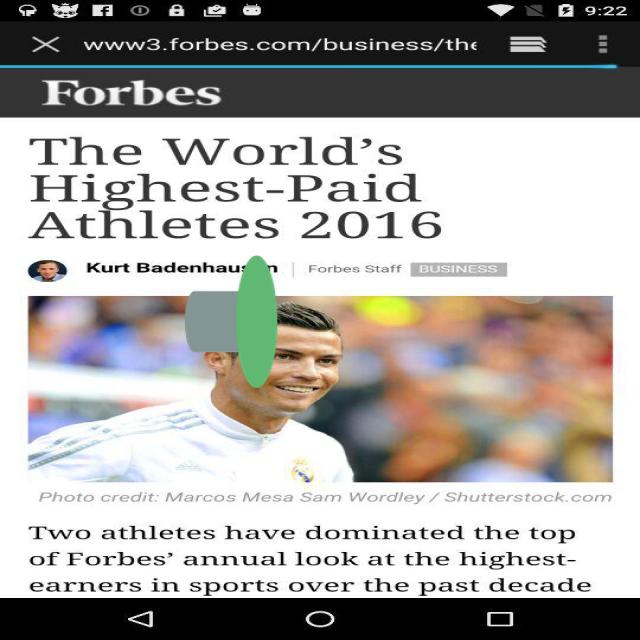 9:22
www3.forbes.com/business/the
Forbes
The World's
Highest-Paid
Athletes 2016
Kurt Forbes Staff BUSINESS
Photo credit: Marcos Mesa Sam Wordley / Shutterstock.com
Two athletes have dominated the top
of Forbes' annual look at the highest-
earners in sports over the past decade